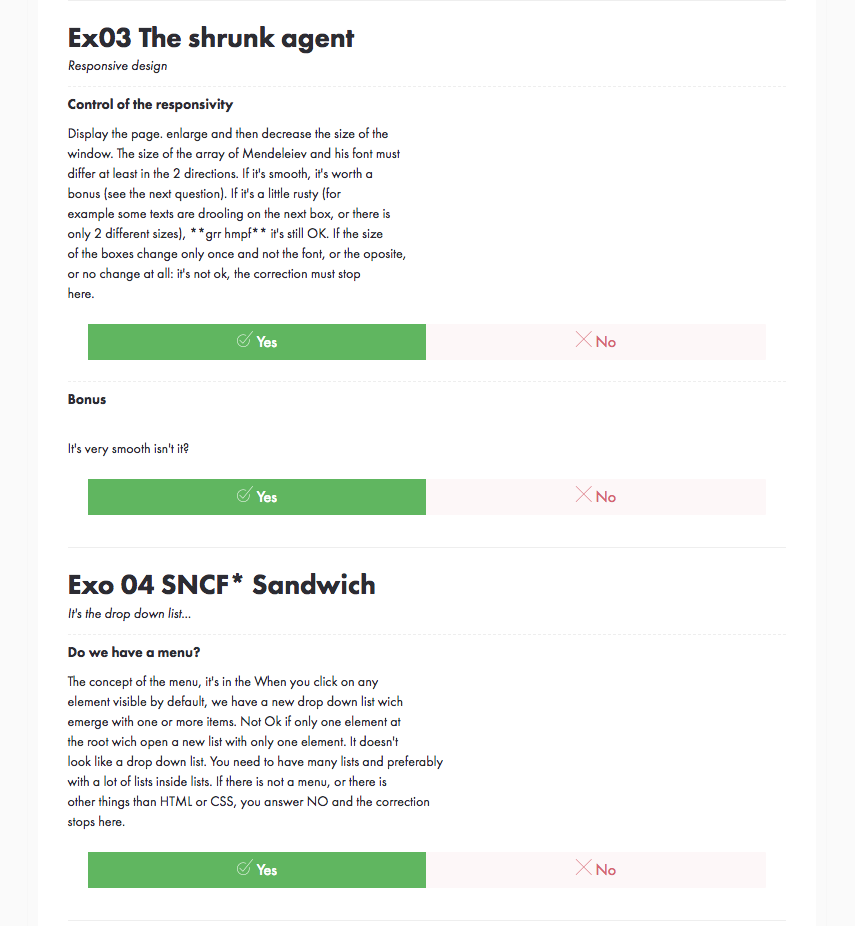 Ex03 The shrunk agent
Responsive design
Control of the responsivity
Display the page. enlarge and then decrease the size of the
window. The size of the array of Mendeleiev and his font must
differ at least in the 2 directions. If it's smooth, it's worth a
bonus (see the next question). If it's a little rusty (for
example some texts are drooling on the next box, or there is
only 2 different sizes), **grr hmpf** it's still OK. If the size
of the boxes change only once and not the font, or the oposite,
or no change at all: it's not ok, the correction must stop
here.
Yes No
Bonus
It's very smooth isn't it?
Yes No
Exo 04 SNCF* Sandwich
It's the drop down list...
Do we have a menu?
The concept of the menu, it's in the When you click on any
element visible by default, we have a new drop down list wich
emerge with one or more items. Not Ok if only one element at
the root wich open a new list with only one element. It doesn't
look like a drop down list. You need to have many lists and preferably
with a lot of lists inside lists. If there is not a menu, or there is
other things than HTML or CSS, you answer NO and the correction
stops here.
Yes No